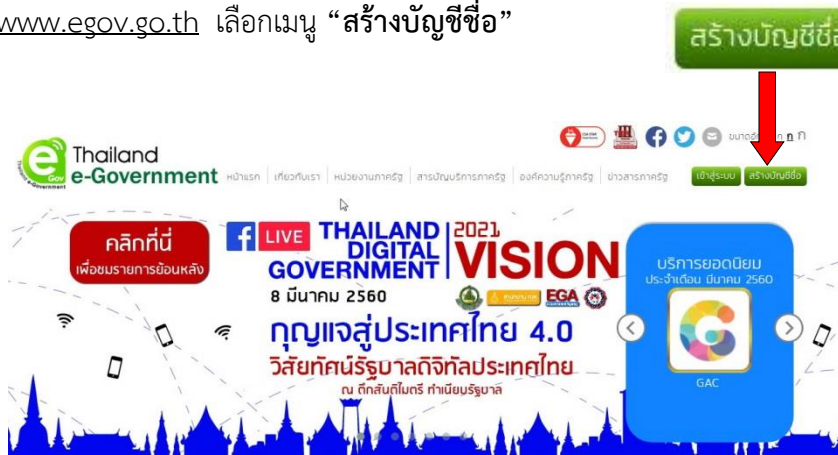 www.egov.go.th เลือกเมนู “สร้างบัญชีชื่อ”
สร้างบัญชีชื่อ
ขนาดอักษร ก ก ก
Thailand
e-Government
หน้าแรก เกี่ยวกับเรา หน่วยงานภาครัฐ สารบัญบริการภาครัฐ องค์ความรู้ภาครัฐ ข่าวสารภาครัฐ เข้าสู่ระบบ สร้างบัญชีชื่อ
คลิกที่นี่
เพื่อชมรายการย้อนหลัง
f LIVE
THAILAND
DIGITAL
GOVERNMENT
2021
VISION
8 มีนาคม 2560
EGA
กุญแจสู่ประเทศไทย 4.0
วิสัยทัศน์รัฐบาลดิจิทัลประเทศไทย
ณ ตึกสันติไมตรี ทำเนียบรัฐบาล
บริการยอดนิยม
ประจำเดือน มีนาคม 2560
GAC